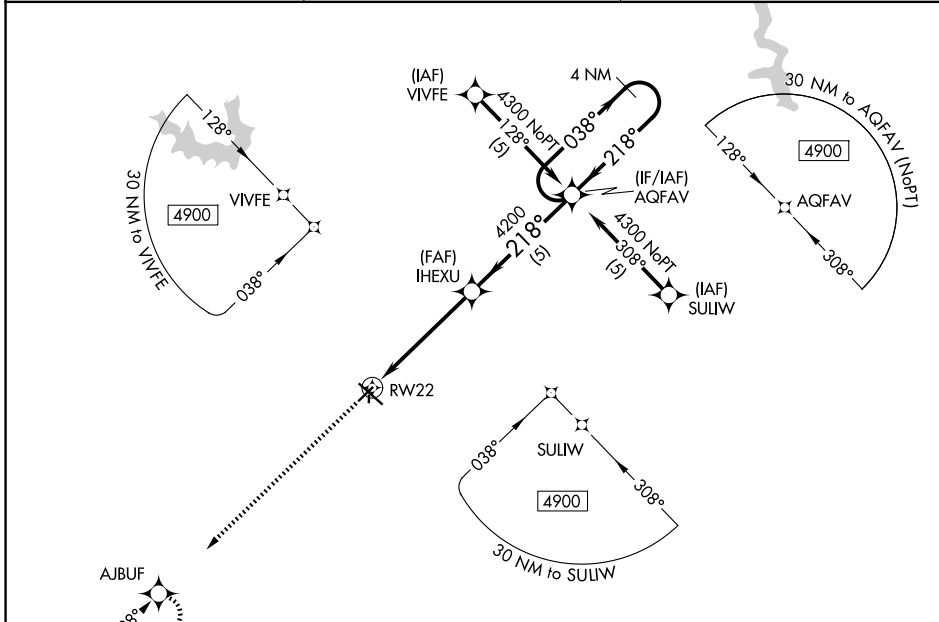 (IAF)
VIVFE
4300 NoPT
128°
(5)
4 NM
038°
218°
(IF/IAF)
AQFAV
4200
218°
(5)
(FAF)
IHEXU
4300 NoPT
308°
(5)
(IAF)
SULIW
RW22
AJBUF
128°
VIVFE
4900
038°
30 NM to VIVFE
30 NM to AQFAV (NoPT)
4900
128°
AQFAV
308°
038°
SULIW
4900
308°
30 NM to SULIW